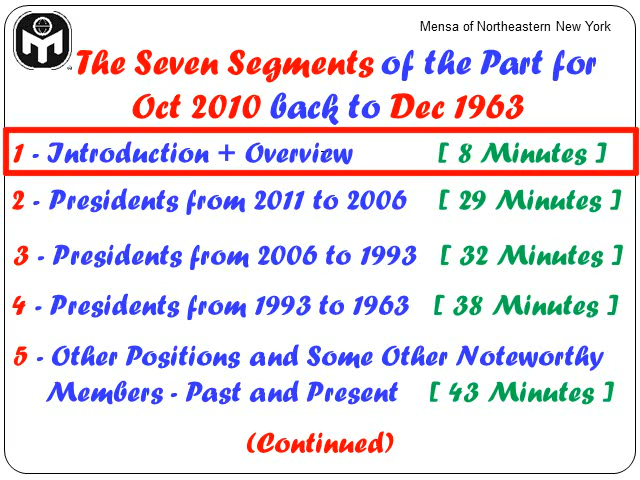 Mensa of Northeastern New York
The Seven Segments of the Part for
Oct 2010 back to Dec 1963
1 - Introduction + Overview [ 8 Minutes ]
2 - Presidents from 2011 to 2006 [ 29 Minutes ]
3 - Presidents from 2006 to 1993 [ 32 Minutes ]
4 - Presidents from 1993 to 1963 [ 38 Minutes ]
5 - Other Positions and Some Other Noteworthy
Members - Past and Present [ 43 Minutes ]
(Continued)